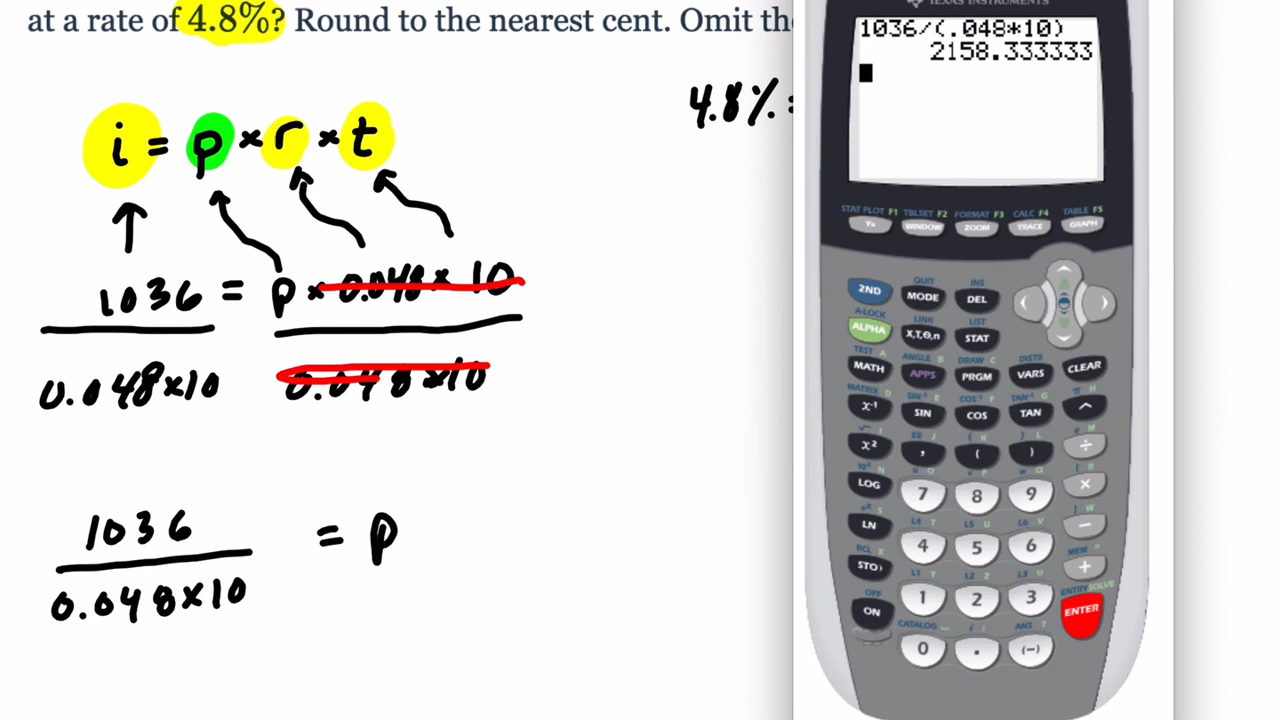 at a rate of 4.8%? Round to the nearest cent. Omit the
4.8% =
i = p × r × t
1036 = p × 0.048 × 10
0.048×10 0.048×10
1036 = p
0.048×10
TEXAS INSTRUMENTS
1036/(.048*10)
2158.333333
STAT PLOT F1 TBLSET F2 FORMAT F3 CALC F4 TABLE F5
Y= WINDOW ZOOM TRACE GRAPH
QUIT INS
2ND MODE DEL
A-LOCK LINK LIST
ALPHA X,T,Θ,n STAT
TEST A ANGLE B DRAW C DISTR
MATH APPS PRGM VARS CLEAR
MATRIX D SIN⁻¹ E COS⁻¹ F TAN⁻¹ G π H
x⁻¹ SIN COS TAN ^
√ I EE J { K } L e M
x² , ( ) ÷
10ˣ N u O v P w Q [ R
LOG 7 8 9 ×
eˣ S L4 T L5 U L6 V ] W
LN 4 5 6 −
RCL X L1 Y L2 Z L3 θ MEM "
STO› 1 2 3 +
OFF CATALOG ␣ i : ANS ? ENTRY SOLVE
ON 0 . (−) ENTER